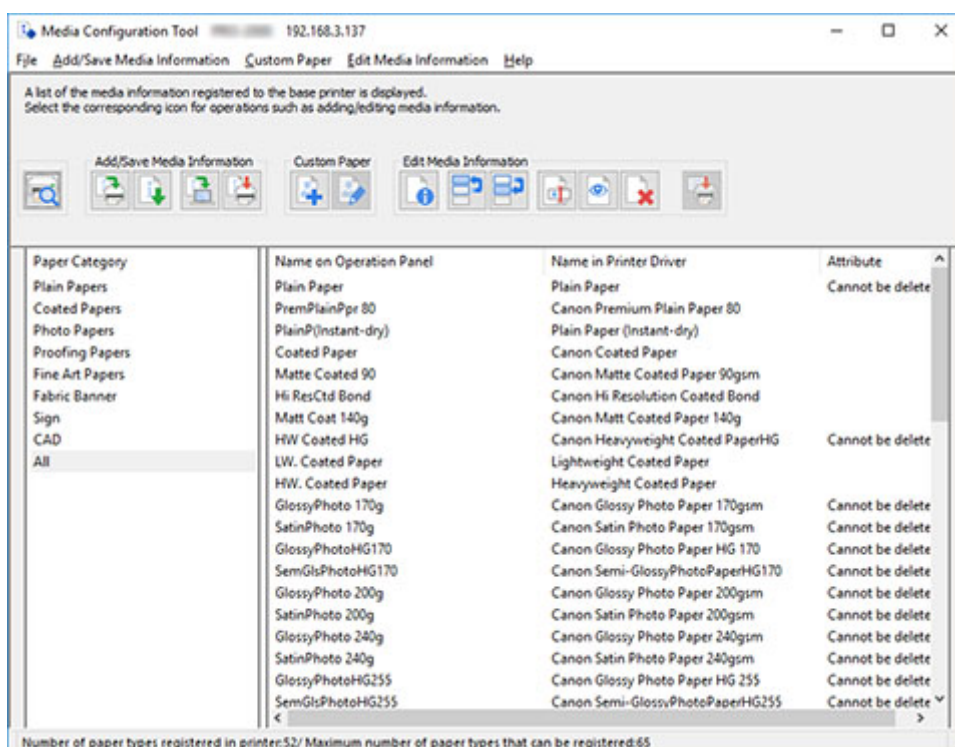 Media Configuration Tool 192.168.3.137
File Add/Save Media Information Custom Paper Edit Media Information Help
A list of the media information registered to the base printer is displayed.
Select the corresponding icon for operations such as adding/editing media information.
Add/Save Media Information Custom Paper Edit Media Information
Paper Category Name on Operation Panel Name in Printer Driver Attribute
Plain Papers Plain Paper Plain Paper Cannot be delete
Coated Papers PremPlainPpr 80 Canon Premium Plain Paper 80
Photo Papers PlainP(Instant-dry) Plain Paper (Instant-dry)
Proofing Papers Coated Paper Canon Coated Paper
Fine Art Papers Matte Coated 90 Canon Matte Coated Paper 90gsm
Fabric Banner Hi ResCtd Bond Canon Hi Resolution Coated Bond
Sign Matt Coat 140g Canon Matt Coated Paper 140g
CAD HW Coated HG Canon Heavyweight Coated PaperHG Cannot be delete
All LW. Coated Paper Lightweight Coated Paper
HW. Coated Paper Heavyweight Coated Paper
GlossyPhoto 170g Canon Glossy Photo Paper 170gsm Cannot be delete
SatinPhoto 170g Canon Satin Photo Paper 170gsm Cannot be delete
GlossyPhotoHG170 Canon Glossy Photo Paper HG 170 Cannot be delete
SemGlsPhotoHG170 Canon Semi-GlossyPhotoPaperHG170 Cannot be delete
GlossyPhoto 200g Canon Glossy Photo Paper 200gsm Cannot be delete
SatinPhoto 200g Canon Satin Photo Paper 200gsm Cannot be delete
GlossyPhoto 240g Canon Glossy Photo Paper 240gsm Cannot be delete
SatinPhoto 240g Canon Satin Photo Paper 240gsm Cannot be delete
GlossyPhotoHG255 Canon Glossy Photo Paper HG 255 Cannot be delete
SemGlsPhotoHG255 Canon Semi-GlossyPhotoPaperHG255 Cannot be delete
Number of paper types registered in printer:52/ Maximum number of paper types that can be registered:65